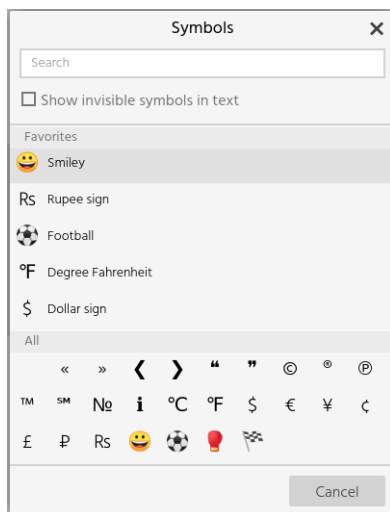 Symbols ×
Search
Show invisible symbols in text
Favorites
😀 Smiley
₨ Rupee sign
⚽ Football
℉ Degree Fahrenheit
$ Dollar sign
All
« » ❮ ❯ ❝ ❞ © ® ℗
™ ℠ № ℹ ℃ ℉ $ € ¥ ¢
£ ₽ ₨ 😀 ⚽ 🥊 🏁
Cancel